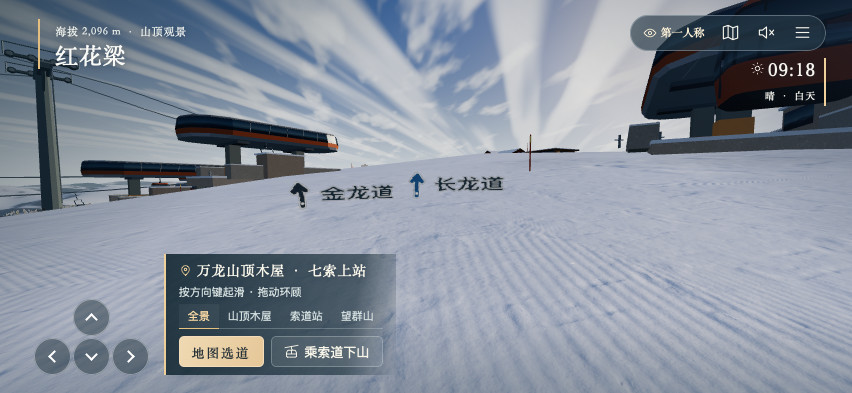 海拔 2,096 m · 山顶观景
红花梁
第一人称
09:18
晴 · 白天
金龙道
长龙道
万龙山顶木屋 · 七索上站
按方向键起滑 · 拖动环顾
全景 山顶木屋 索道站 望群山
地图选道 乘索道下山